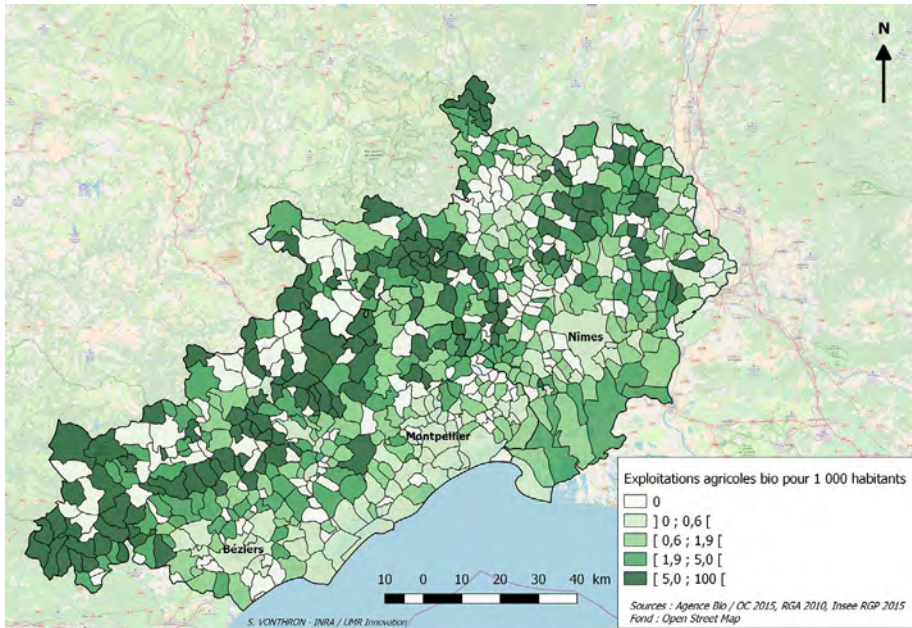 N
Nîmes
Montpellier
Béziers
Exploitations agricoles bio pour 1 000 habitants
0
] 0 ; 0,6 [
[ 0,6 ; 1,9 [
[ 1,9 ; 5,0 [
[ 5,0 ; 100 [
10 0 10 20 30 40 km
Sources : Agence Bio / OC 2015, RGA 2010, Insee RGP 2015
Fond : Open Street Map
S. VONTHRON - INRA / UMR Innovation